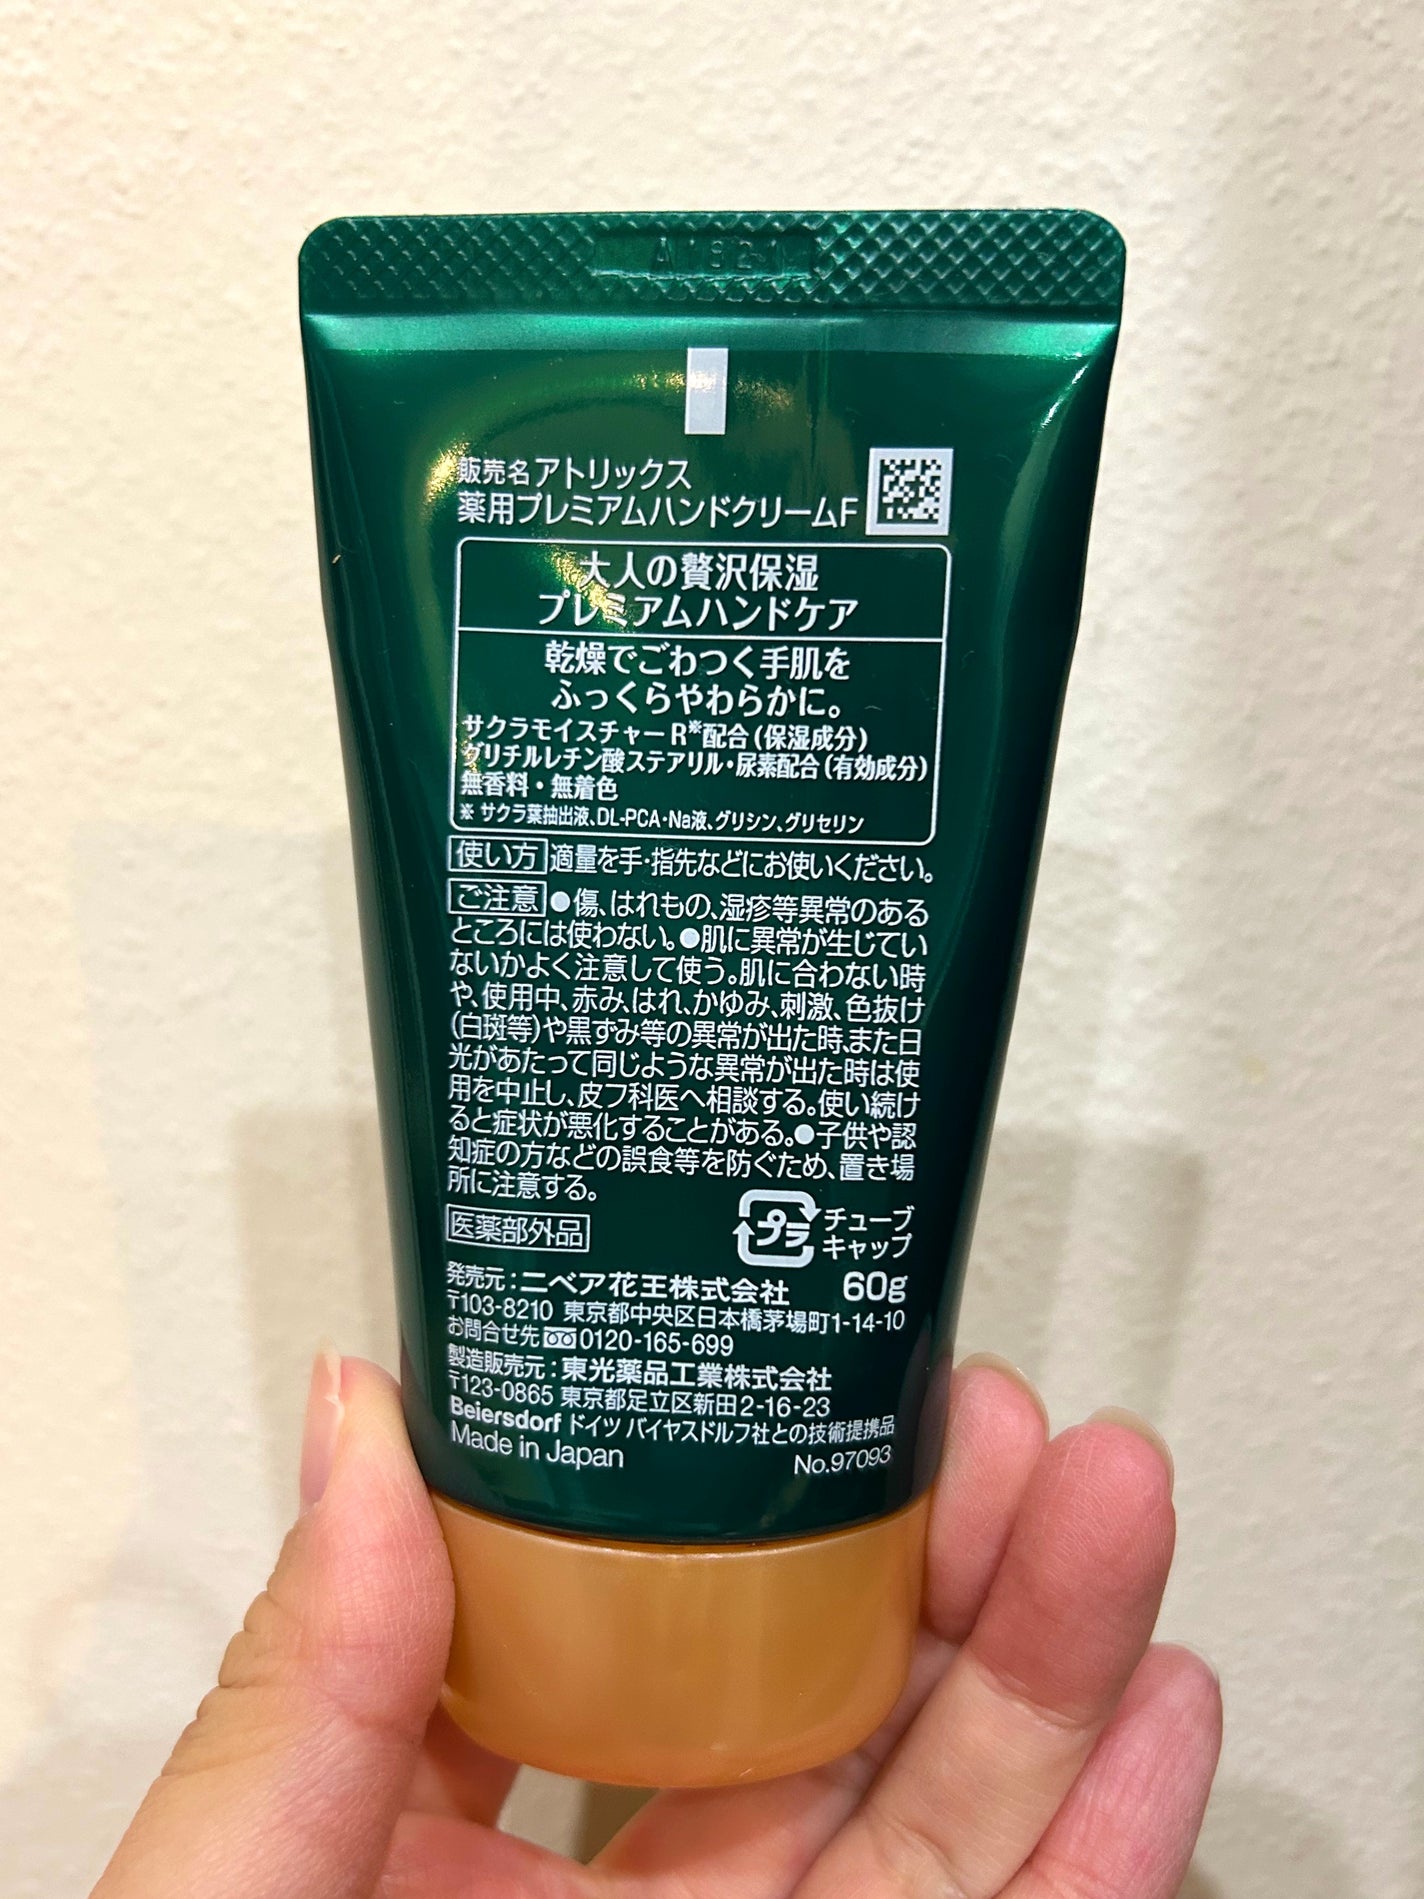 販売名アトリックス
薬用プレミアムハンドクリームF
大人の贅沢保湿
プレミアムハンドケア
乾燥でごわつく手肌を
ふっくらやわらかに。
サクラモイスチャーR※配合(保湿成分)
グリチルレチン酸ステアリル・尿素配合(有効成分)
無香料・無着色
※ サクラ葉抽出液、DL-PCA・Na液、グリシン、グリセリン
使い方 適量を手・指先などにお使いください。
ご注意 ●傷、はれもの、湿疹等異常のある
ところには使わない。●肌に異常が生じてい
ないかよく注意して使う。肌に合わない時
や、使用中、赤み、はれ、かゆみ、刺激、色抜け
(白斑等)や黒ずみ等の異常が出た時、また日
光があたって同じような異常が出た時は使
用を中止し、皮フ科医へ相談する。使い続け
ると症状が悪化することがある。●子供や認
知症の方などの誤食等を防ぐため、置き場
所に注意する。
医薬部外品
プラ チューブ
キャップ
発売元:ニベア花王株式会社 60g
〒103-8210 東京都中央区日本橋茅場町1-14-10
お問合せ先 0120-165-699
製造販売元:東光薬品工業株式会社
〒123-0865 東京都足立区新田2-16-23
Beiersdorf ドイツ バイヤスドルフ社との技術提携品
Made in Japan No.97093